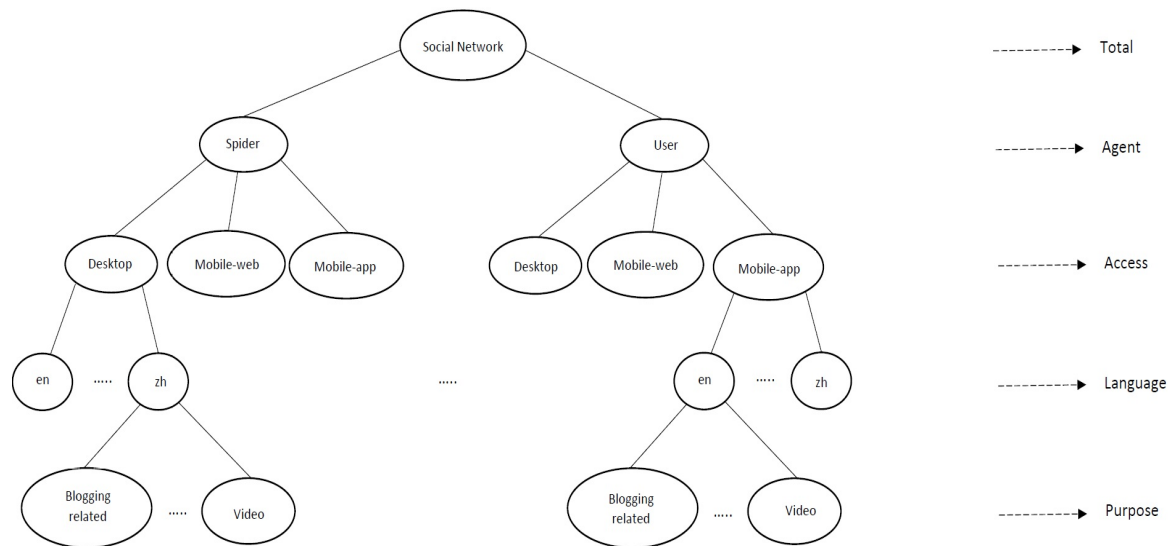 Social Network
Total
Spider
User
Agent
Desktop
Mobile-web
Mobile-app
Desktop
Mobile-web
Mobile-app
Access
en
.....
zh
.....
en
.....
zh
Language
Blogging
related
.....
Video
Blogging
related
.....
Video
Purpose